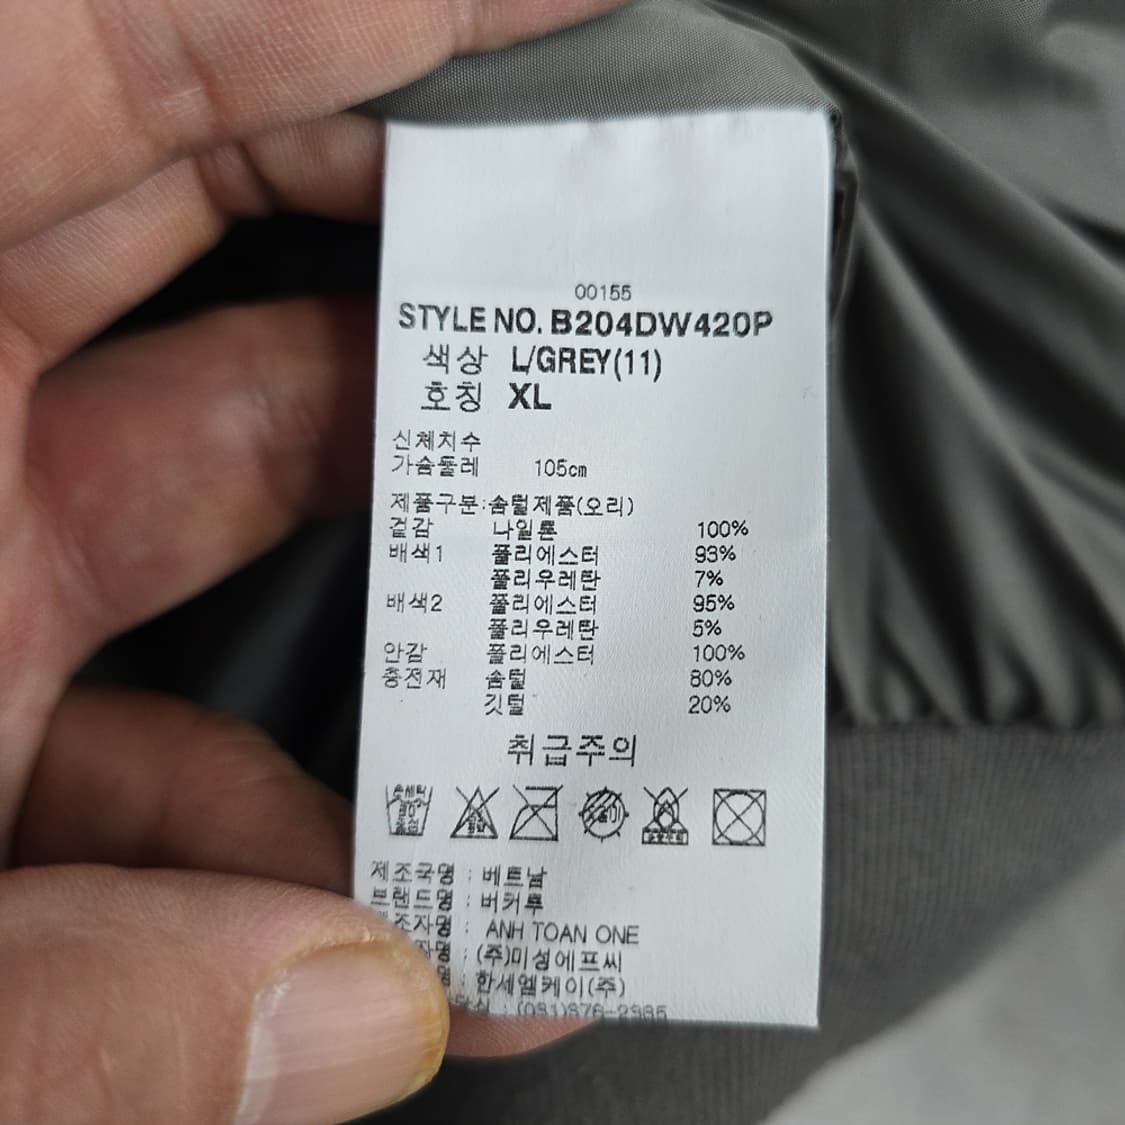 00155
STYLE NO. B204DW420P
색상 L/GREY(11)
호칭 XL
신체치수
가슴둘레 105cm
제품구분:솜털제품(오리)
겉감 나일론 100%
배색1 폴리에스터 93%
폴리우레탄 7%
배색2 폴리에스터 95%
폴리우레탄 5%
안감 폴리에스터 100%
충전재 솜털 80%
깃털 20%
취급주의
제조국명 : 베트남
브랜드명 : 버커루
조자명 : ANH TOAN ONE
자명 : (주)미성에프씨
명 : 한세엠케이(주)